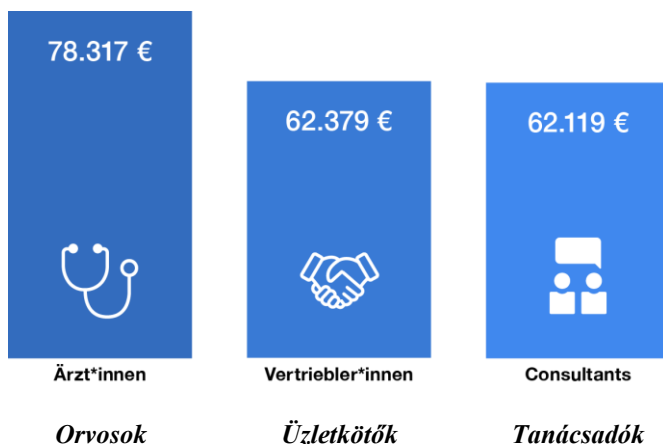 78.317 €
62.379 €
62.119 €
Ärzt*innen
Vertriebler*innen
Consultants
Orvosok
Üzletkötők
Tanácsadók